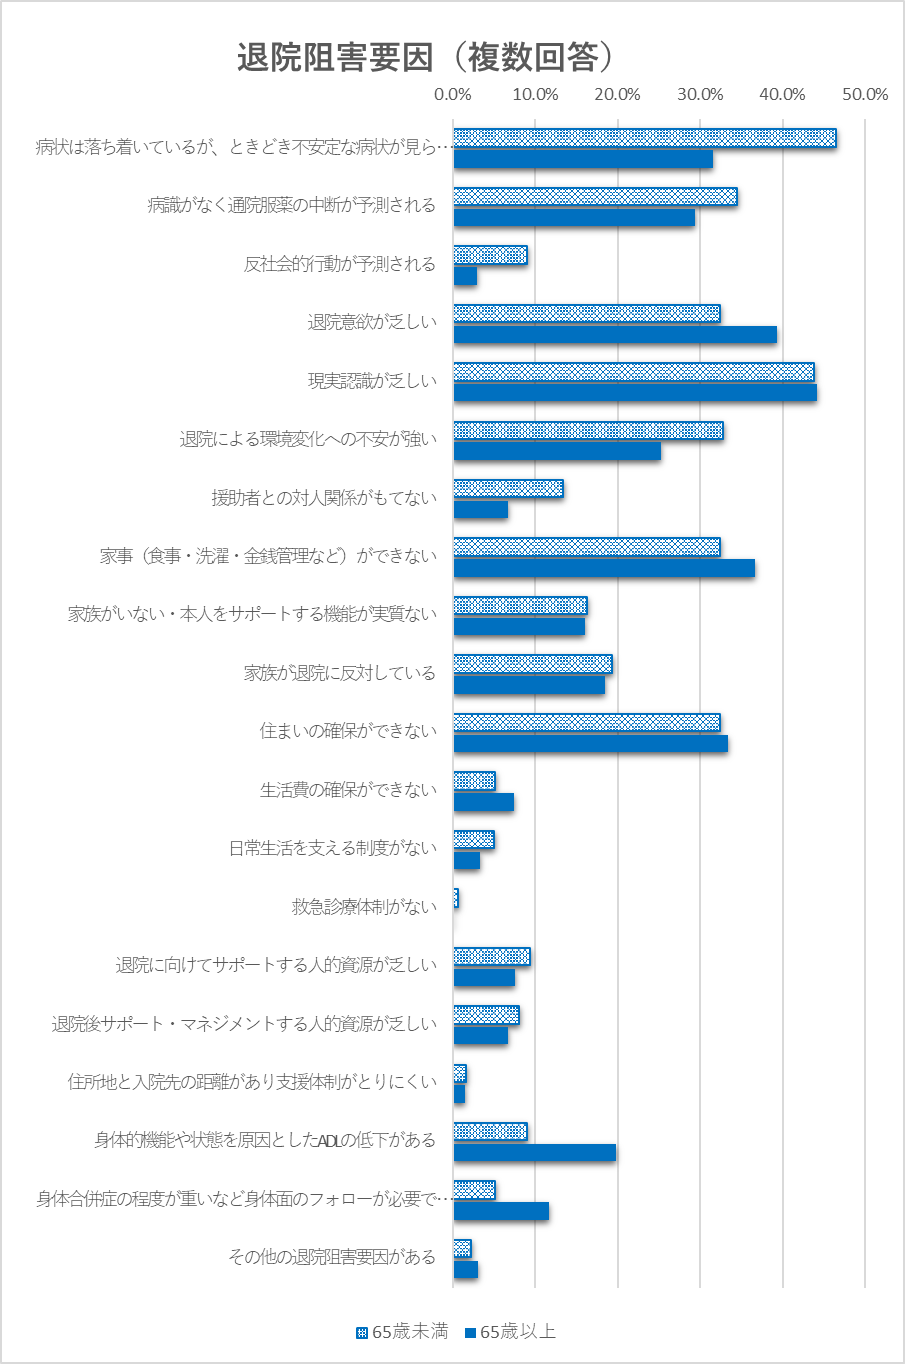 退院阻害要因（複数回答）
0.0% 10.0% 20.0% 30.0% 40.0% 50.0%
病状は落ち着いているが、ときどき不安定な病状が見ら…
病識がなく通院服薬の中断が予測される
反社会的行動が予測される
退院意欲が乏しい
現実認識が乏しい
退院による環境変化への不安が強い
援助者との対人関係がもてない
家事（食事・洗濯・金銭管理など）ができない
家族がいない・本人をサポートする機能が実質ない
家族が退院に反対している
住まいの確保ができない
生活費の確保ができない
日常生活を支える制度がない
救急診療体制がない
退院に向けてサポートする人的資源が乏しい
退院後サポート・マネジメントする人的資源が乏しい
住所地と入院先の距離があり支援体制がとりにくい
身体的機能や状態を原因としたADLの低下がある
身体合併症の程度が重いなど身体面のフォローが必要で…
その他の退院阻害要因がある
65歳未満 65歳以上